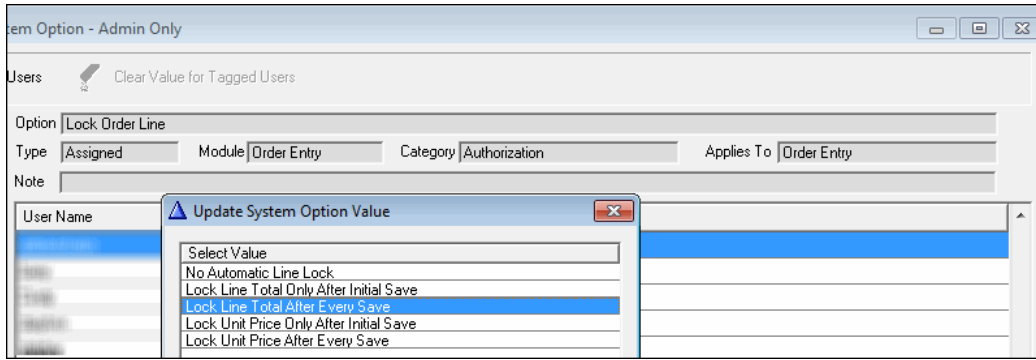 tem Option - Admin Only
Users Clear Value for Tagged Users
Option Lock Order Line
Type Assigned Module Order Entry Category Authorization Applies To Order Entry
Note
User Name
Update System Option Value
Select Value
No Automatic Line Lock
Lock Line Total Only After Initial Save
Lock Line Total After Every Save
Lock Unit Price Only After Initial Save
Lock Unit Price After Every Save